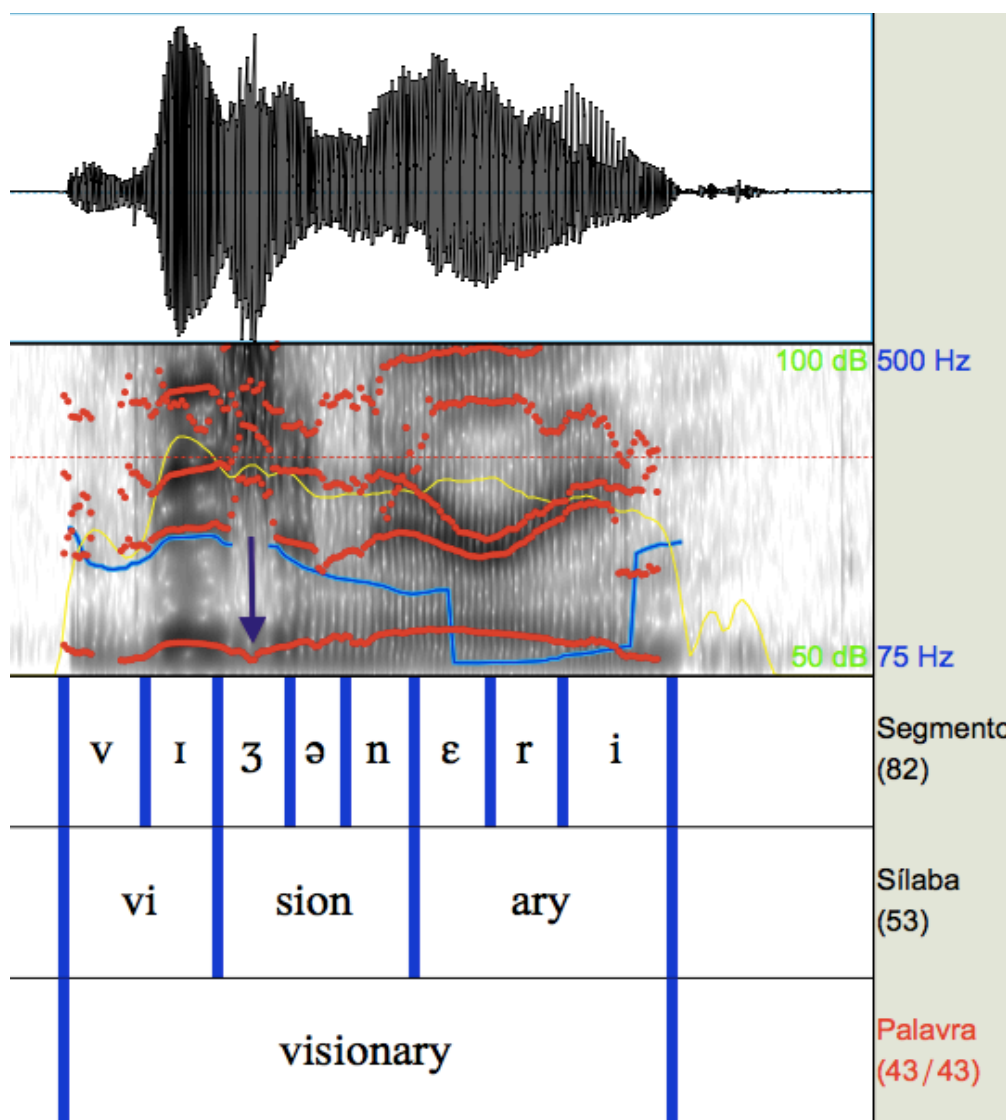 100 dB 500 Hz
50 dB 75 Hz
v ɪ ʒ ə n ɛ r i
Segmento
(82)
vi sion ary
Sílaba
(53)
visionary
Palavra
(43/43)